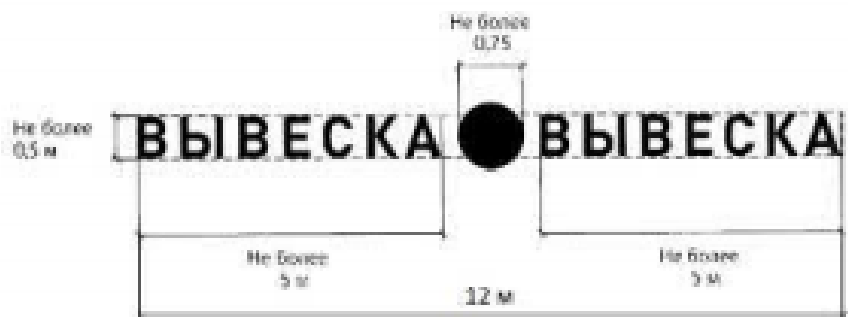 Не более
0,75
Не более
0,5 м
ВЫВЕСКА
ВЫВЕСКА
Не более
5 м
Не более
5 м
12 м